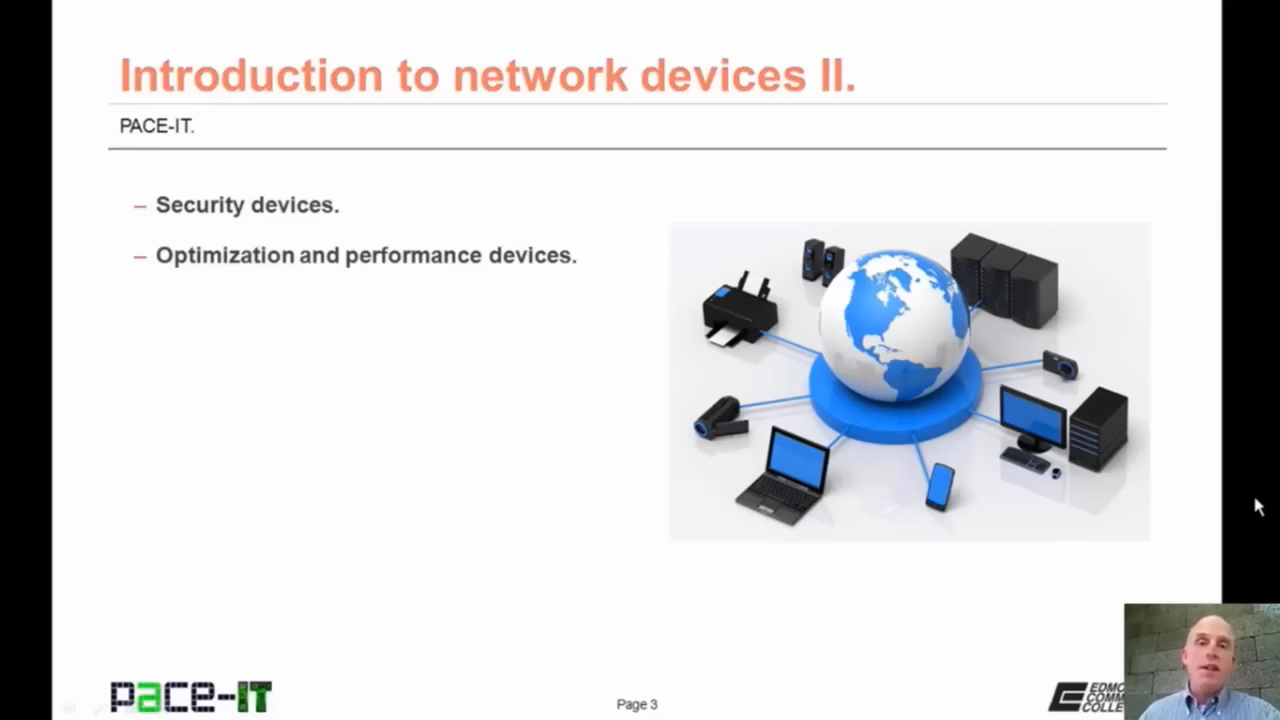 Introduction to network devices II.
PACE-IT.
– Security devices.
– Optimization and performance devices.
pace-IT
Page 3